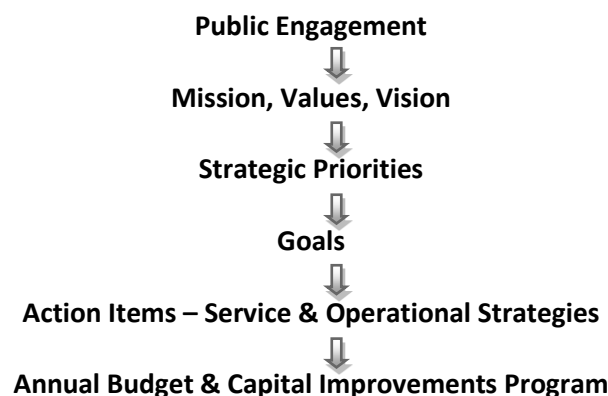 Public Engagement
Mission, Values, Vision
Strategic Priorities
Goals
Action Items – Service & Operational Strategies
Annual Budget & Capital Improvements Program